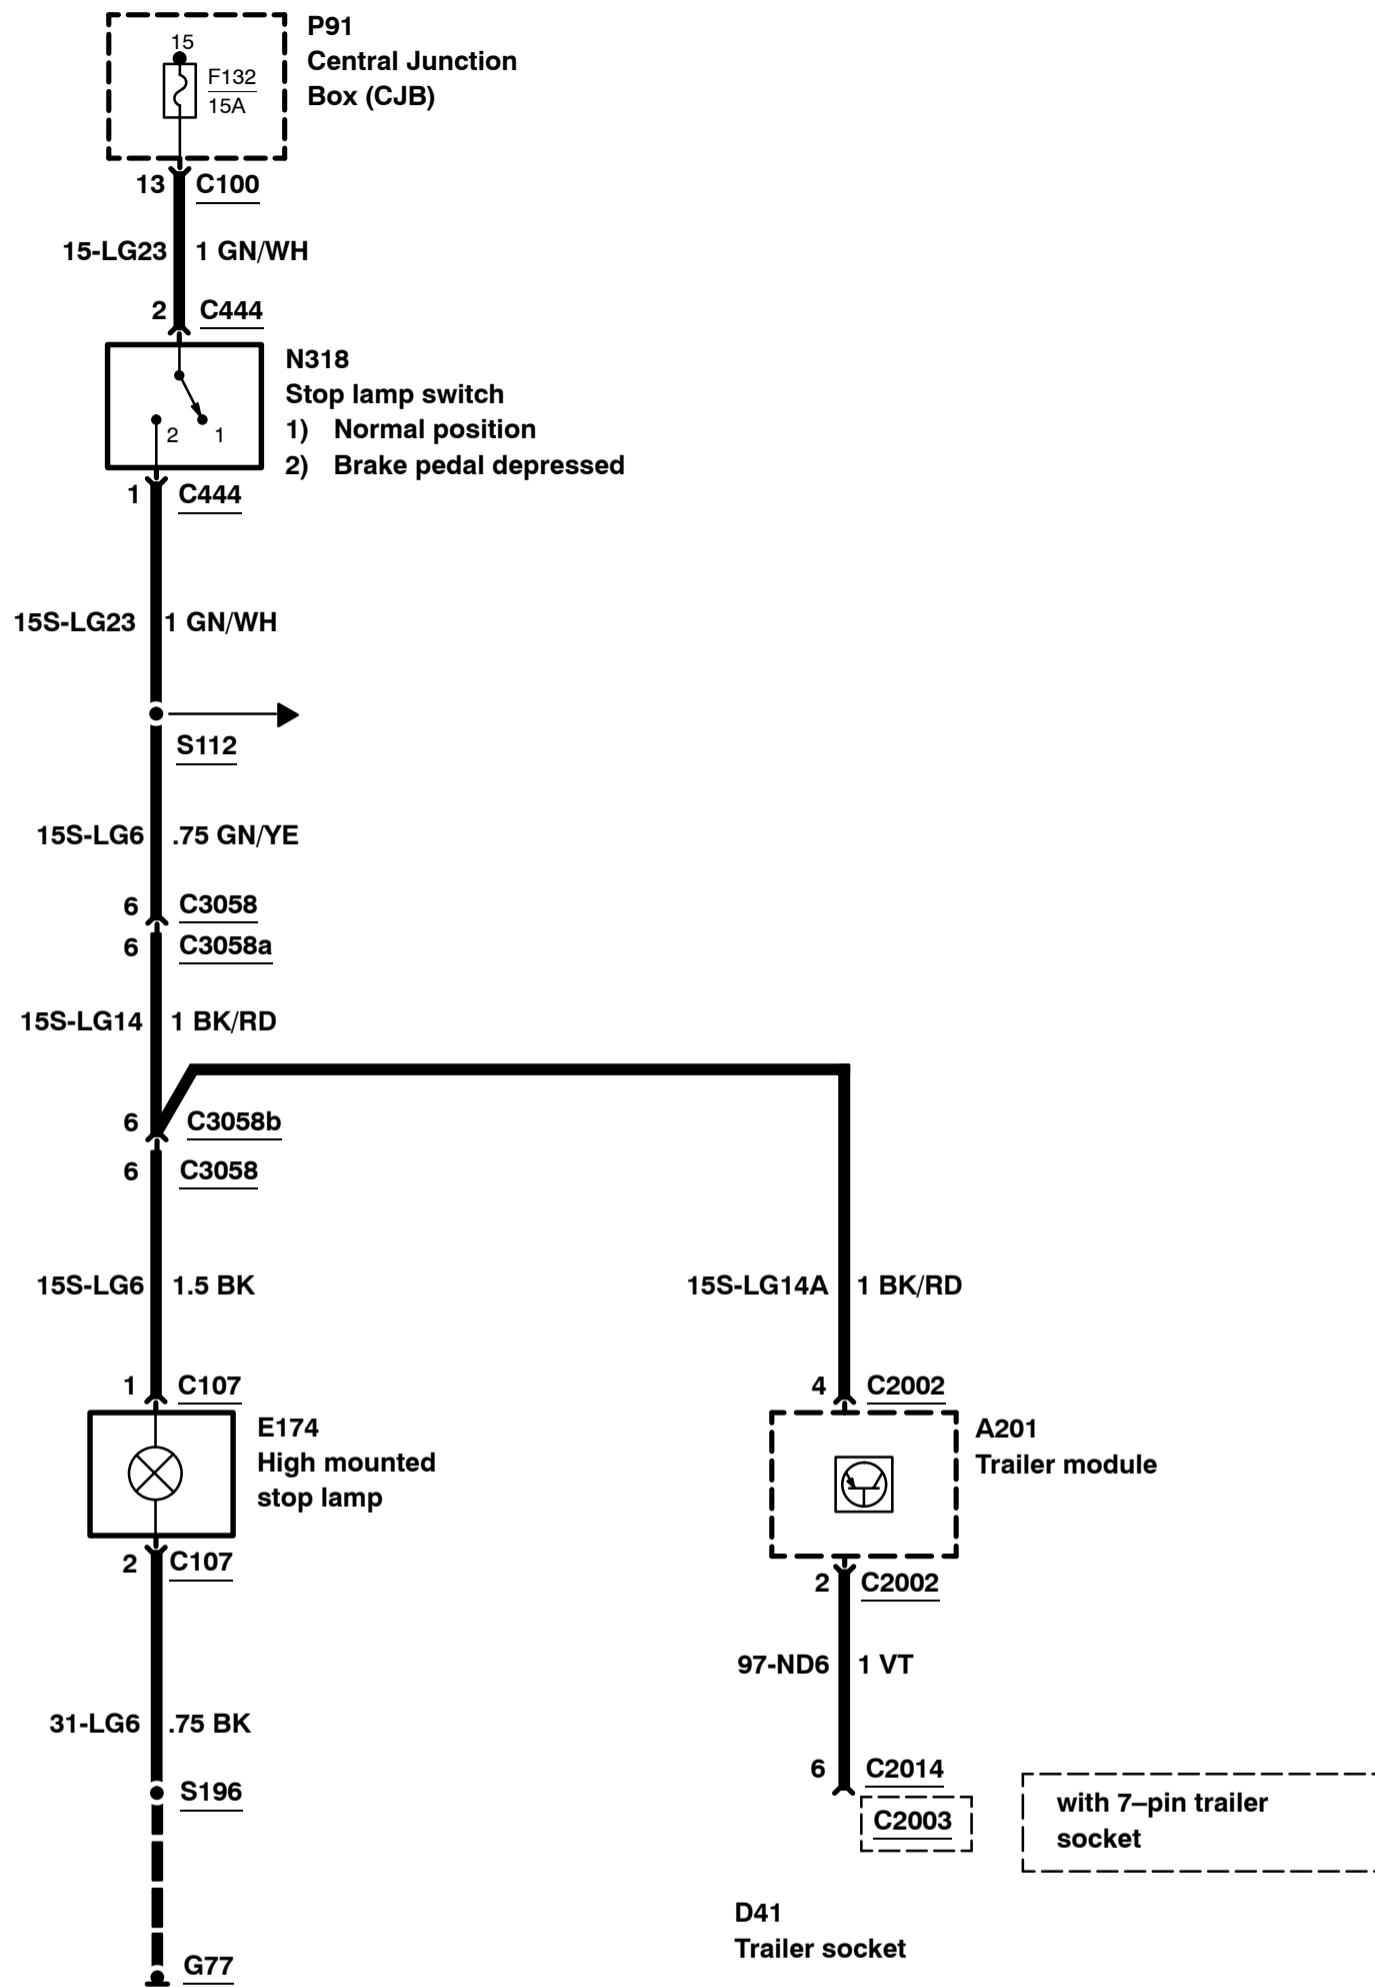 P91
Central Junction
Box (CJB)
15
F132
15A
13 C100
15-LG23 1 GN/WH
2 C444
N318
Stop lamp switch
1) Normal position
2) Brake pedal depressed
2 1
1 C444
15S-LG23 1 GN/WH
S112
15S-LG6 .75 GN/YE
6 C3058
6 C3058a
15S-LG14 1 BK/RD
6 C3058b
6 C3058
15S-LG6 1.5 BK
15S-LG14A 1 BK/RD
1 C107
4 C2002
E174
High mounted
stop lamp
A201
Trailer module
2 C107
2 C2002
97-ND6 1 VT
31-LG6 .75 BK
6 C2014
C2003
with 7–pin trailer
socket
S196
D41
Trailer socket
G77